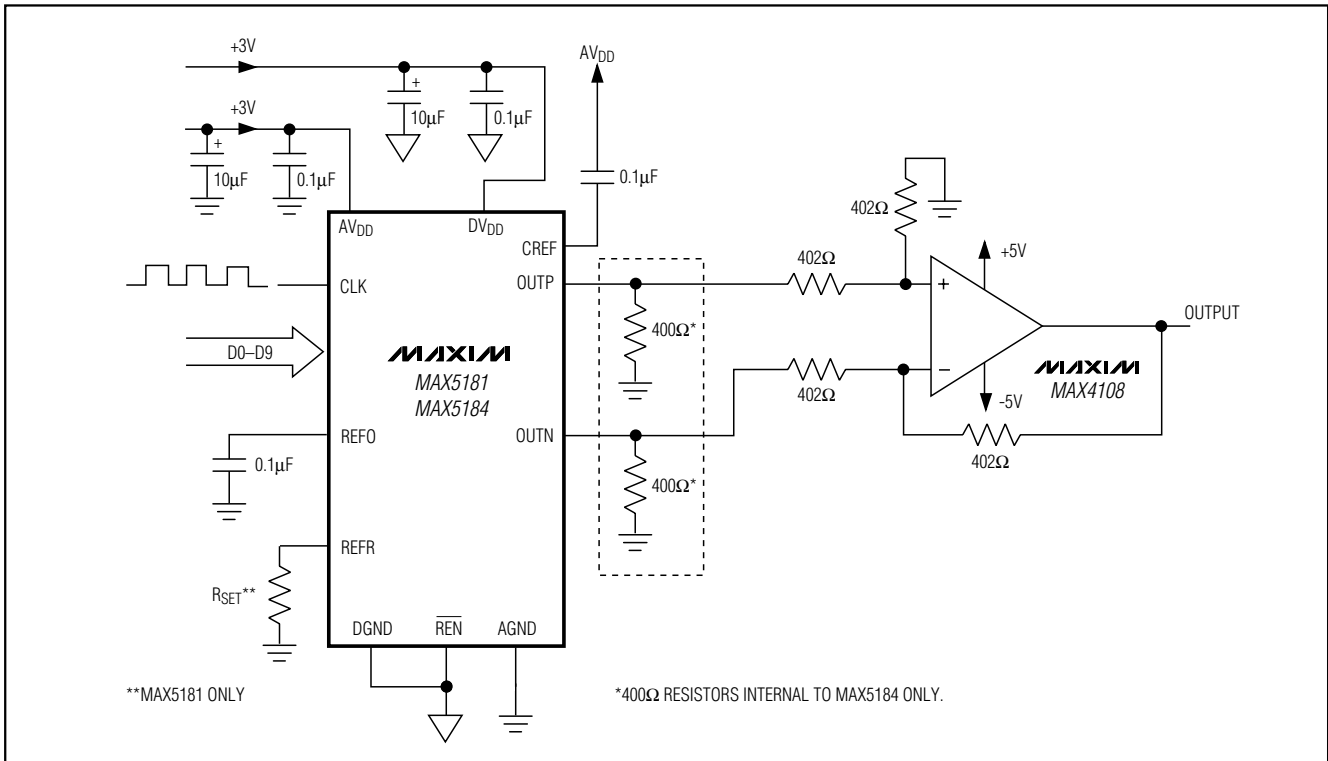 +3V
AVDD
+3V
10µF
+
0.1µF
10µF
+
0.1µF
0.1µF
402Ω
AVDD
DVDD
CREF
402Ω
+5V
CLK
OUTP
+
OUTPUT
400Ω*
D0–D9
MAXIM
MAX5181
MAX5184
−
MAXIM
MAX4108
402Ω
-5V
REFO
OUTN
402Ω
0.1µF
400Ω*
REFR
RSET**
DGND
REN
AGND
**MAX5181 ONLY
*400Ω RESISTORS INTERNAL TO MAX5184 ONLY.